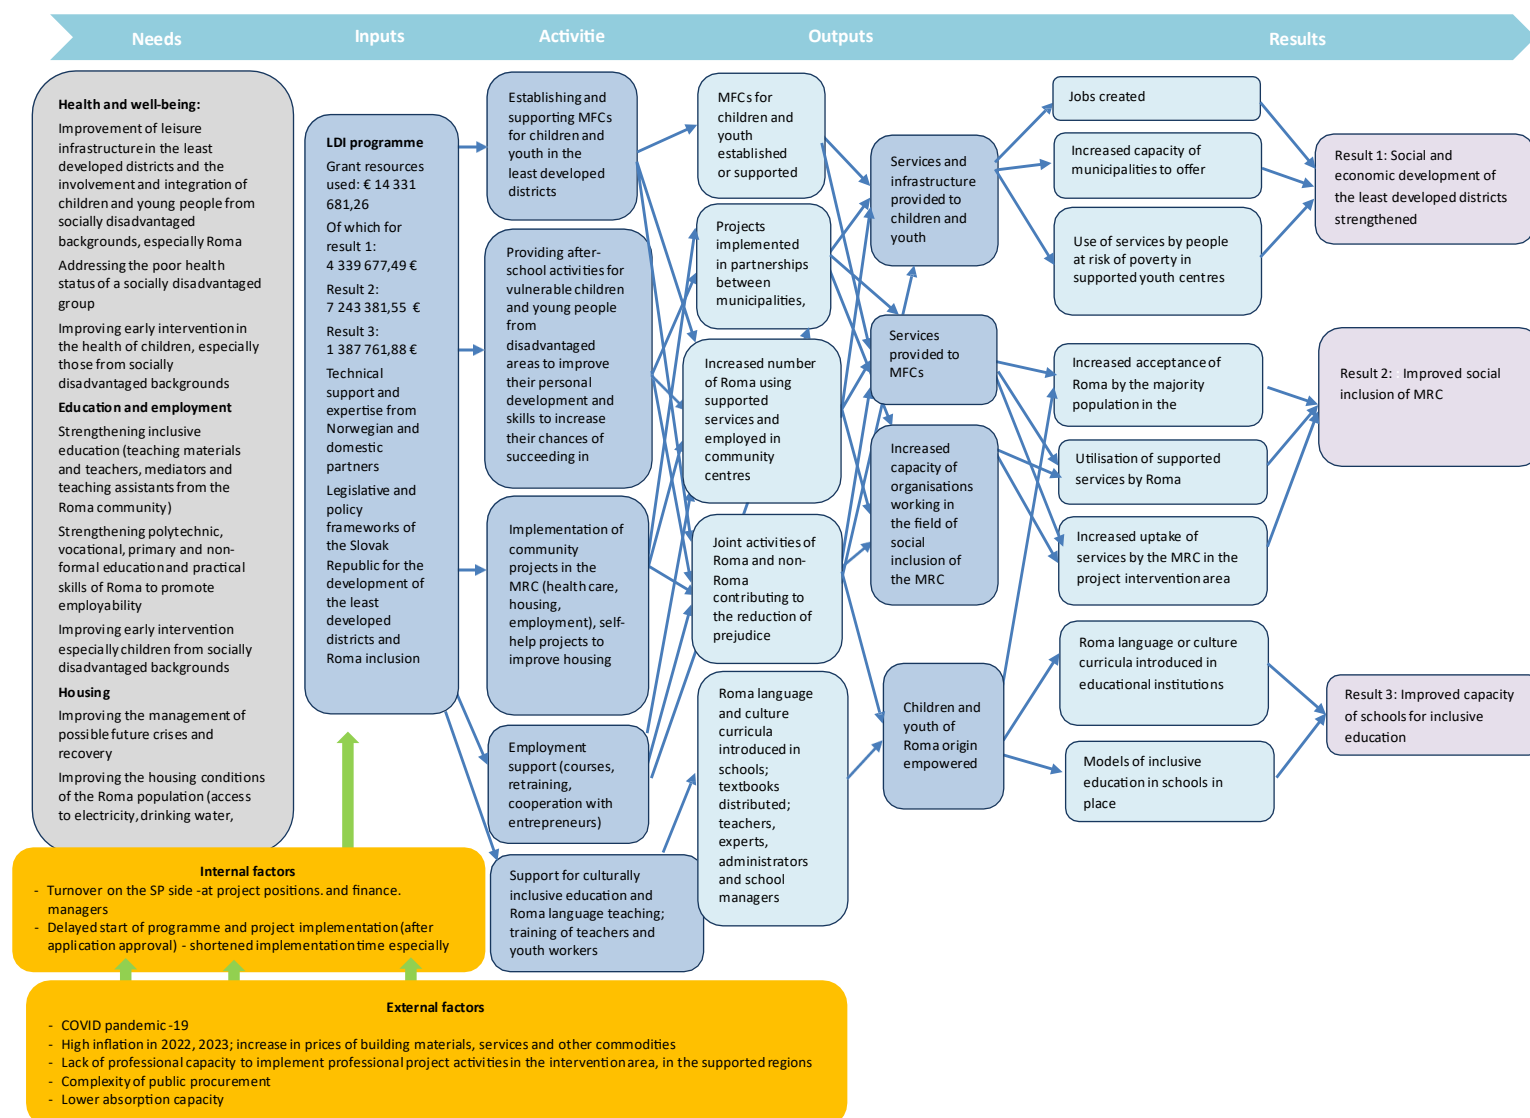 Needs
Inputs
Activitie
Outputs
Results
Health and well-being:
Improvement of leisure
infrastructure in the least
developed districts and the
involvement and integration of
children and young people from
socially disadvantaged
backgrounds, especially Roma
Addressing the poor health
status of a socially disadvantaged
group
Improving early intervention in
the health of children, especially
those from socially
disadvantaged backgrounds
Education and employment
Strengthening inclusive
education (teaching materials
and teachers, mediators and
teaching assistants from the
Roma community)
Strengthening polytechnic,
vocational, primary and non-
formal education and practical
skills of Roma to promote
employability
Improving early intervention
especially children from socially
disadvantaged backgrounds
Housing
Improving the management of
possible future crises and
recovery
Improving the housing conditions
of the Roma population (access
to electricity, drinking water,
LDI programme
Grant resources
used: € 14 331
681,26
Of which for
result 1:
4 339 677,49 €
Result 2:
7 243 381,55 €
Result 3:
1 387 761,88 €
Technical
support and
expertise from
Norwegian and
domestic
partners
Legislative and
policy
frameworks of
the Slovak
Republic for the
development of
the least
developed
districts and
Roma inclusion
Establishing and
supporting MFCs
for children and
youth in the
least developed
districts
Providing after-
school activities for
vulnerable children
and young people
from
disadvantaged
areas to improve
their personal
development and
skills to increase
their chances of
succeeding in
Implementation of
community
projects in the
MRC (health care,
housing,
employment), self-
help projects to
improve housing
Employment
support (courses,
retraining,
cooperation with
entrepreneurs)
Support for culturally
inclusive education and
Roma language teaching;
training of teachers and
youth workers
MFCs for
children and
youth
established
or supported
Projects
implemented
in partnerships
between
municipalities,
Increased number
of Roma using
supported
services and
employed in
community
centres
Joint activities of
Roma and non-
Roma
contributing to
the reduction of
prejudice
Roma language
and culture
curricula
introduced in
schools;
textbooks
distributed;
teachers,
experts,
administrators
and school
managers
Services and
infrastructure
provided to
children and
youth
Services
provided to
MFCs
Increased
capacity of
organisations
working in
the field of
social
inclusion of
the MRC
Children and
youth of
Roma origin
empowered
Jobs created
Increased capacity of
municipalities to offer
Use of services by people
at risk of poverty in
supported youth centres
Increased acceptance of
Roma by the majority
population in the
Utilisation of supported
services by Roma
Increased uptake of
services by the MRC in the
project intervention area
Roma language or culture
curricula introduced in
educational institutions
Models of inclusive
education in schools in
place
Result 1: Social and
economic development of
the least developed districts
strengthened
Result 2: Improved social
inclusion of MRC
Result 3: Improved capacity
of schools for inclusive
education
Internal factors
- Turnover on the SP side -at project positions. and finance.
managers
- Delayed start of programme and project implementation (after
application approval) - shortened implementation time especially
External factors
- COVID pandemic -19
- High inflation in 2022, 2023; increase in prices of building materials, services and other commodities
- Lack of professional capacity to implement professional project activities in the intervention area, in the supported regions
- Complexity of public procurement
- Lower absorption capacity